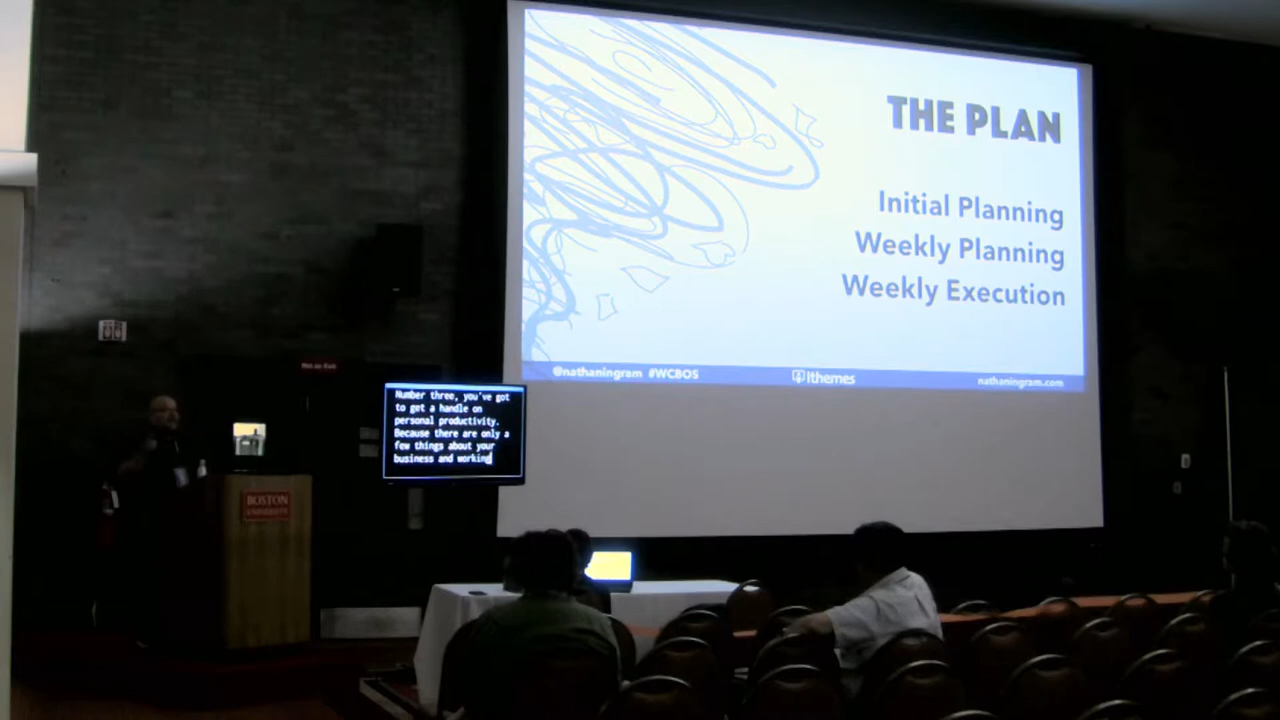 THE PLAN
Initial Planning
Weekly Planning
Weekly Execution
@nathaningram #WCBOS
ithemes
nathaningram.com
Number three, you've got
to get a handle on
personal productivity.
Because there are only a
few things about your
business and working
BOSTON
UNIVERSITY